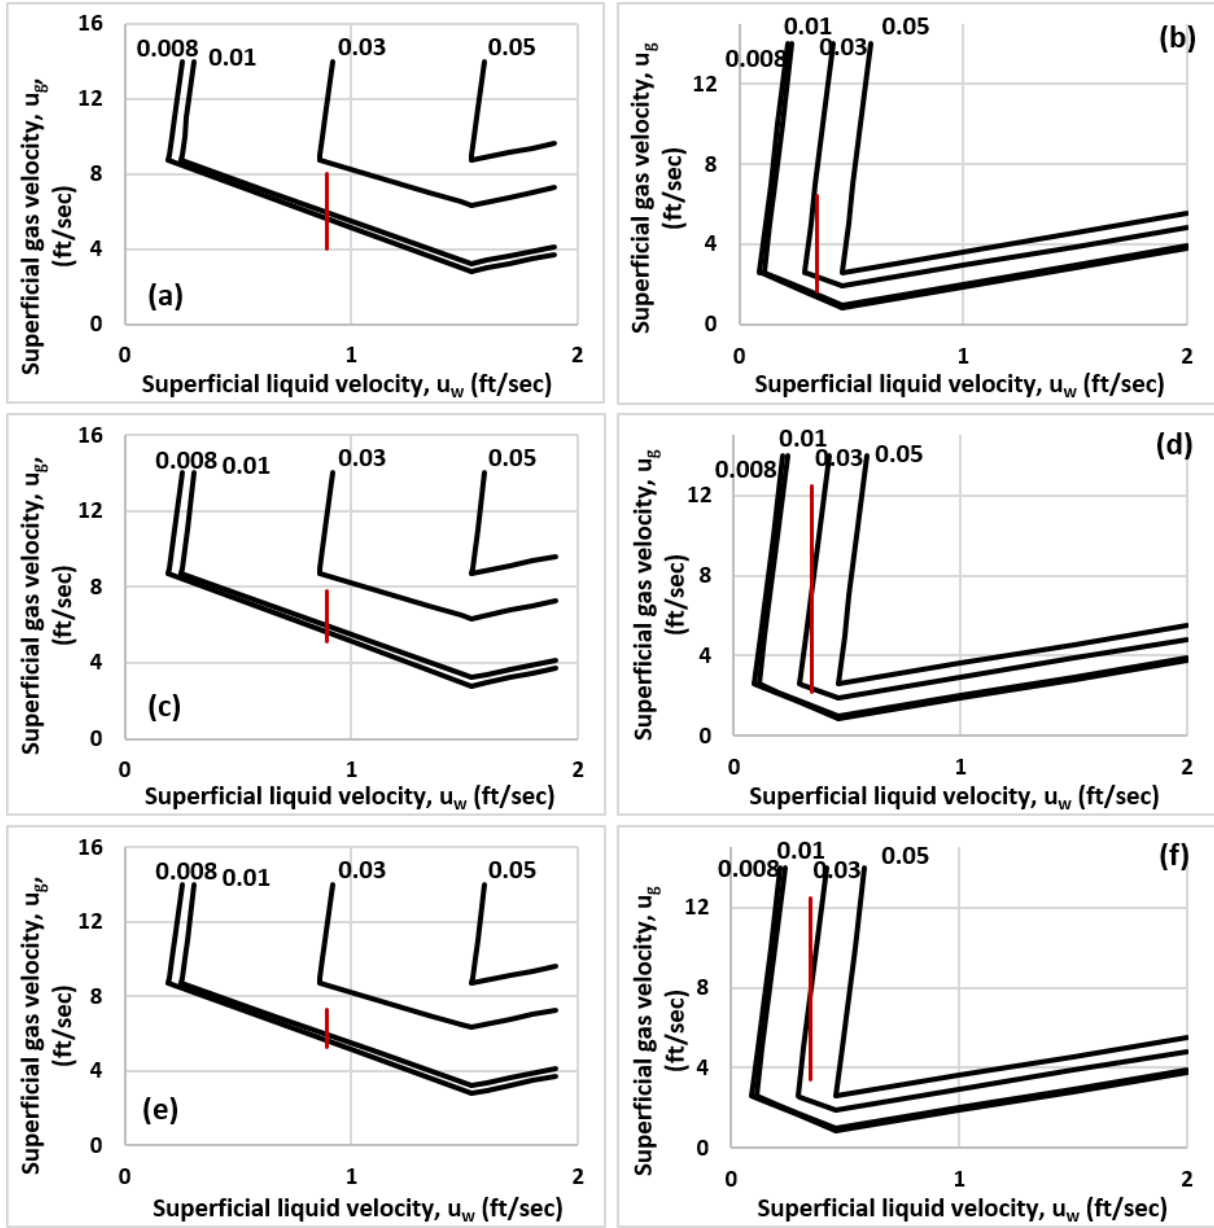 16
12
8
4
0
0.008
0.01
0.03
0.05
(a)
0
1
2
Superficial gas velocity, ug,
(ft/sec)
Superficial liquid velocity, uw (ft/sec)
12
8
4
0
0.008
0.01
0.03
0.05
(b)
0
1
2
Superficial gas velocity, ug
(ft/sec)
Superficial liquid velocity, uw (ft/sec)
16
12
8
4
0
0.008
0.01
0.03
0.05
(c)
0
1
2
Superficial gas velocity, ug,
(ft/sec)
Superficial liquid velocity, uw (ft/sec)
12
8
4
0
0.008
0.01
0.03
0.05
(d)
0
1
2
Superficial gas velocity, ug
(ft/sec)
Superficial liquid velocity, uw (ft/sec)
16
12
8
4
0
0.008
0.01
0.03
0.05
(e)
0
1
2
Superficial gas velocity, ug,
(ft/sec)
Superficial liquid velocity, uw (ft/sec)
12
8
4
0
0.008
0.01
0.03
0.05
(f)
0
1
2
Superficial gas velocity, ug
(ft/sec)
Superficial liquid velocity, uw (ft/sec)